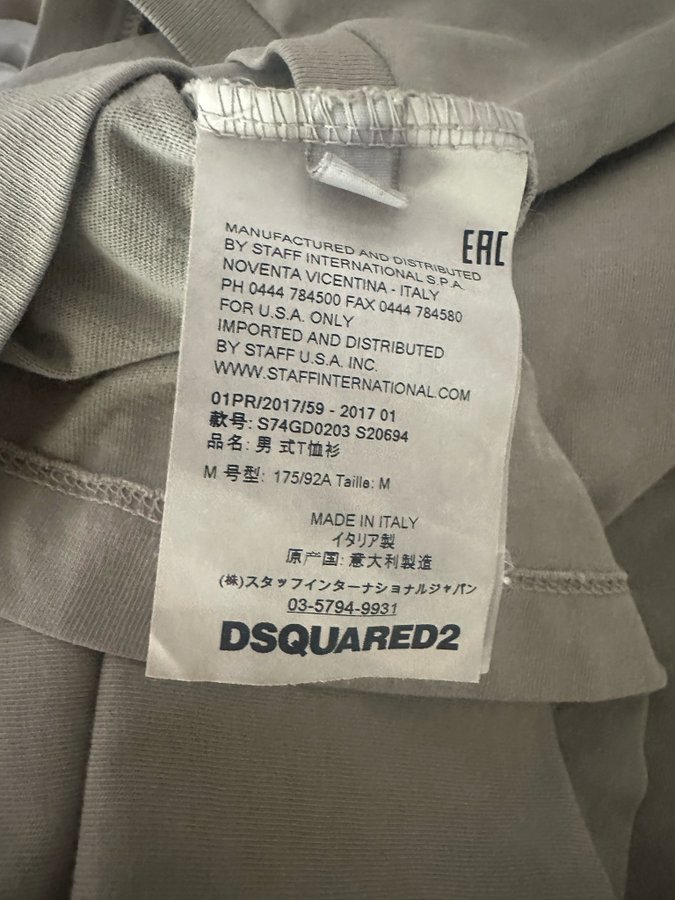 EAC
MANUFACTURED AND DISTRIBUTED
BY STAFF INTERNATIONAL S.P.A.
NOVENTA VICENTINA - ITALY
PH 0444 784500 FAX 0444 784580
FOR U.S.A. ONLY
IMPORTED AND DISTRIBUTED
BY STAFF U.S.A. INC.
WWW.STAFFINTERNATIONAL.COM
01PR/2017/59 - 2017 01
款号: S74GD0203 S20694
品名: 男 式T恤衫
M 号型: 175/92A Taille: M
MADE IN ITALY
イタリア製
原产国: 意大利製造
(株)スタッフインターナショナルジャパン
03-5794-9931
DSQUARED2